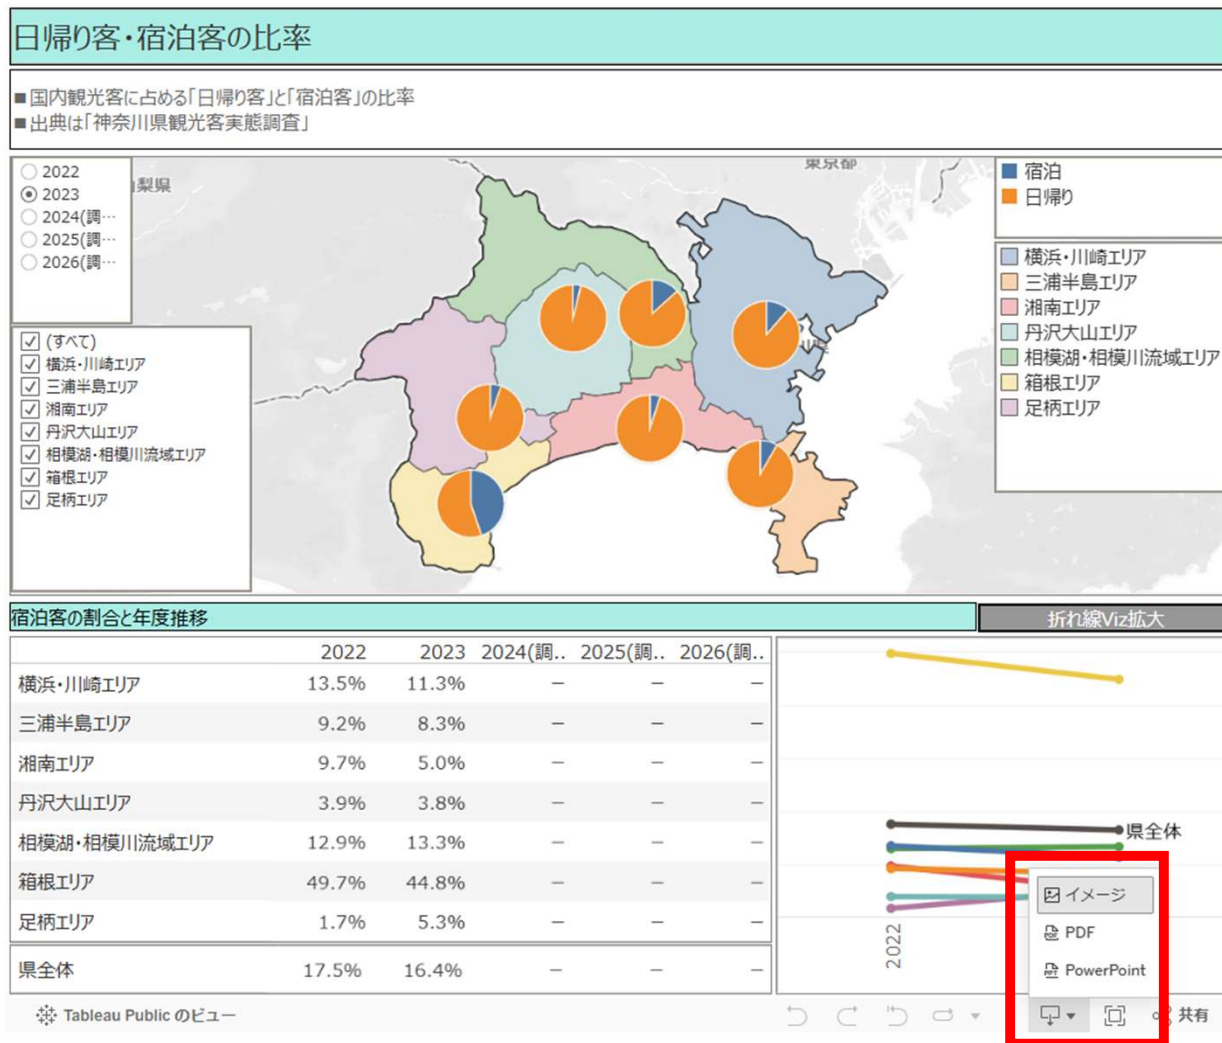 日帰り客・宿泊客の比率
■国内観光客に占める「日帰り客」と「宿泊客」の比率
■出典は「神奈川県観光客実態調査」
2022
2023
2024(調…
2025(調…
2026(調…
梨県
東京都
宿泊
日帰り
横浜・川崎エリア
三浦半島エリア
湘南エリア
丹沢大山エリア
相模湖・相模川流域エリア
箱根エリア
足柄エリア
(すべて)
横浜・川崎エリア
三浦半島エリア
湘南エリア
丹沢大山エリア
相模湖・相模川流域エリア
箱根エリア
足柄エリア
宿泊客の割合と年度推移
折れ線Viz拡大
2022 2023 2024(調.. 2025(調.. 2026(調..
横浜・川崎エリア 13.5% 11.3% − − −
三浦半島エリア 9.2% 8.3% − − −
湘南エリア 9.7% 5.0% − − −
丹沢大山エリア 3.9% 3.8% − − −
相模湖・相模川流域エリア 12.9% 13.3% − − −
箱根エリア 49.7% 44.8% − − −
足柄エリア 1.7% 5.3% − − −
県全体 17.5% 16.4% − − −
県全体
2022
イメージ
PDF
PowerPoint
Tableau Public のビュー
共有